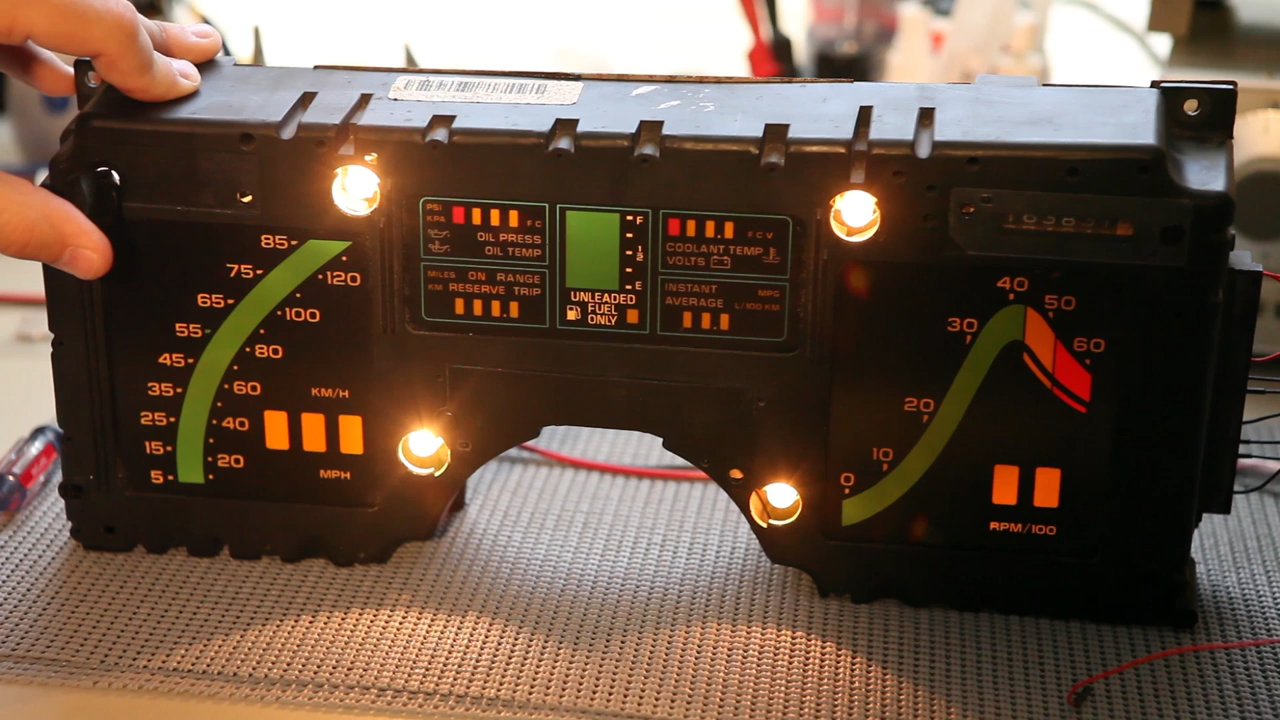 85
75
65
55
45
35
25
15
5
120
100
80
60
40
20
KM/H
MPH
PSI
KPA
F C
OIL PRESS
OIL TEMP
MILES ON RANGE
KM RESERVE TRIP
F
1/2
E
UNLEADED
FUEL
ONLY
F C V
COOLANT TEMP
VOLTS
INSTANT MPG
AVERAGE L/100 KM
0
10
20
30
40
50
60
RPM/100